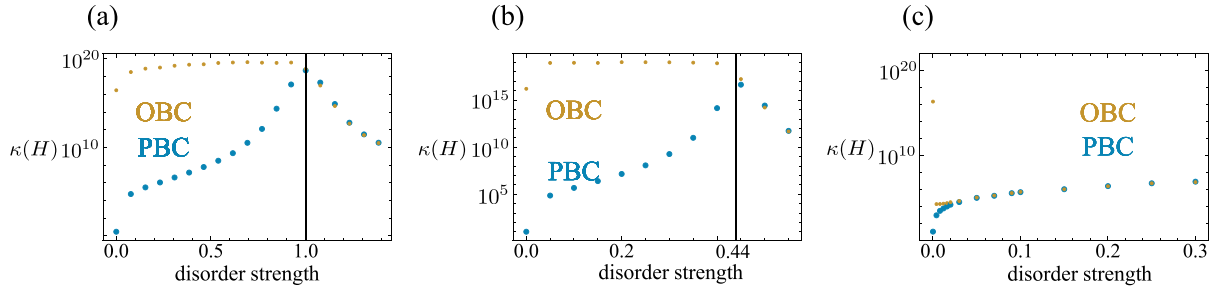 (a)
10^20
OBC
κ(H) 10^10
PBC
0.0 0.5 1.0
disorder strength
(b)
10^15
OBC
κ(H) 10^10
PBC
10^5
0.0 0.2 0.44
disorder strength
(c)
10^20
OBC
κ(H) 10^10
PBC
0.0 0.1 0.2 0.3
disorder strength